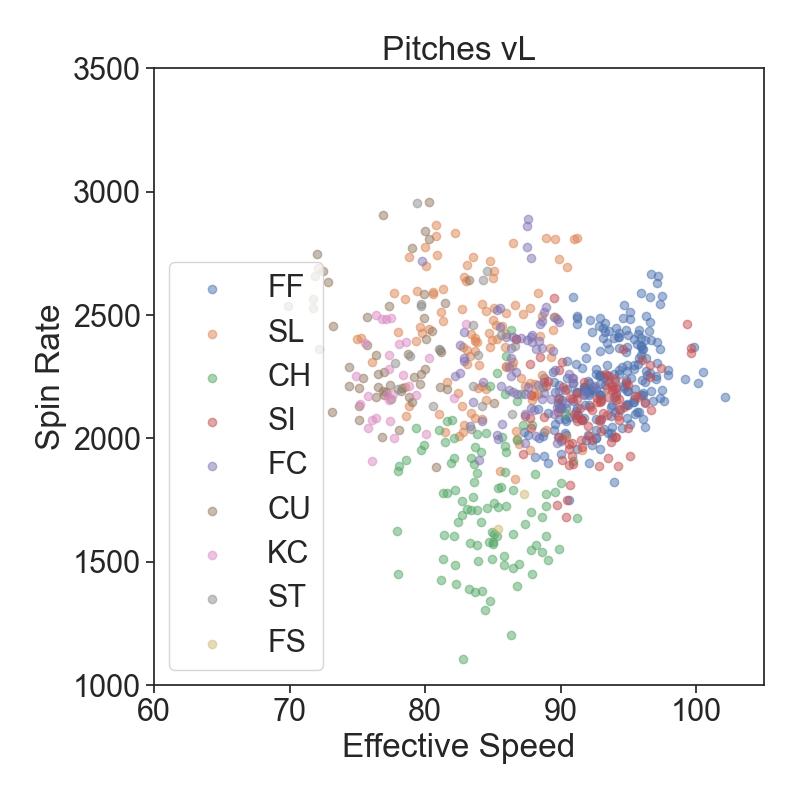 Pitches vL
3500
3000
2500
2000
1500
1000
Spin Rate
FF
SL
CH
SI
FC
CU
KC
ST
FS
60 70 80 90 100
Effective Speed